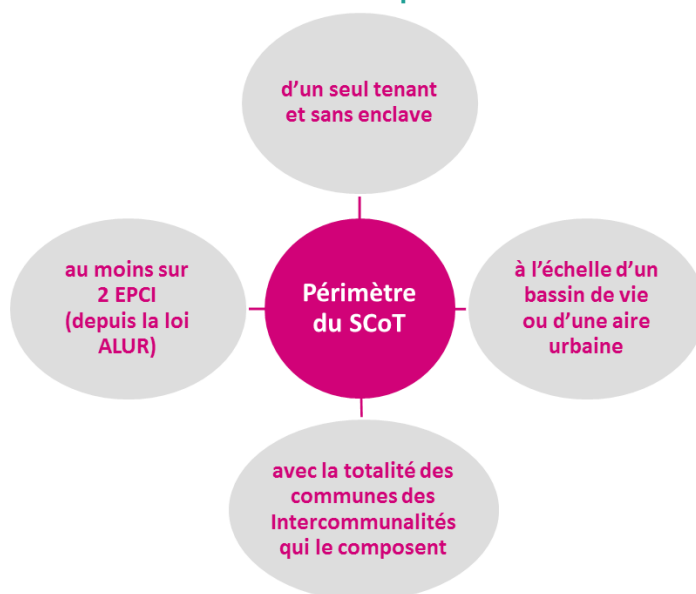 d'un seul tenant
et sans enclave
au moins sur
2 EPCI
(depuis la loi
ALUR)
Périmètre
du SCoT
à l'échelle d'un
bassin de vie
ou d'une aire
urbaine
avec la totalité des
communes des
Intercommunalités
qui le composent